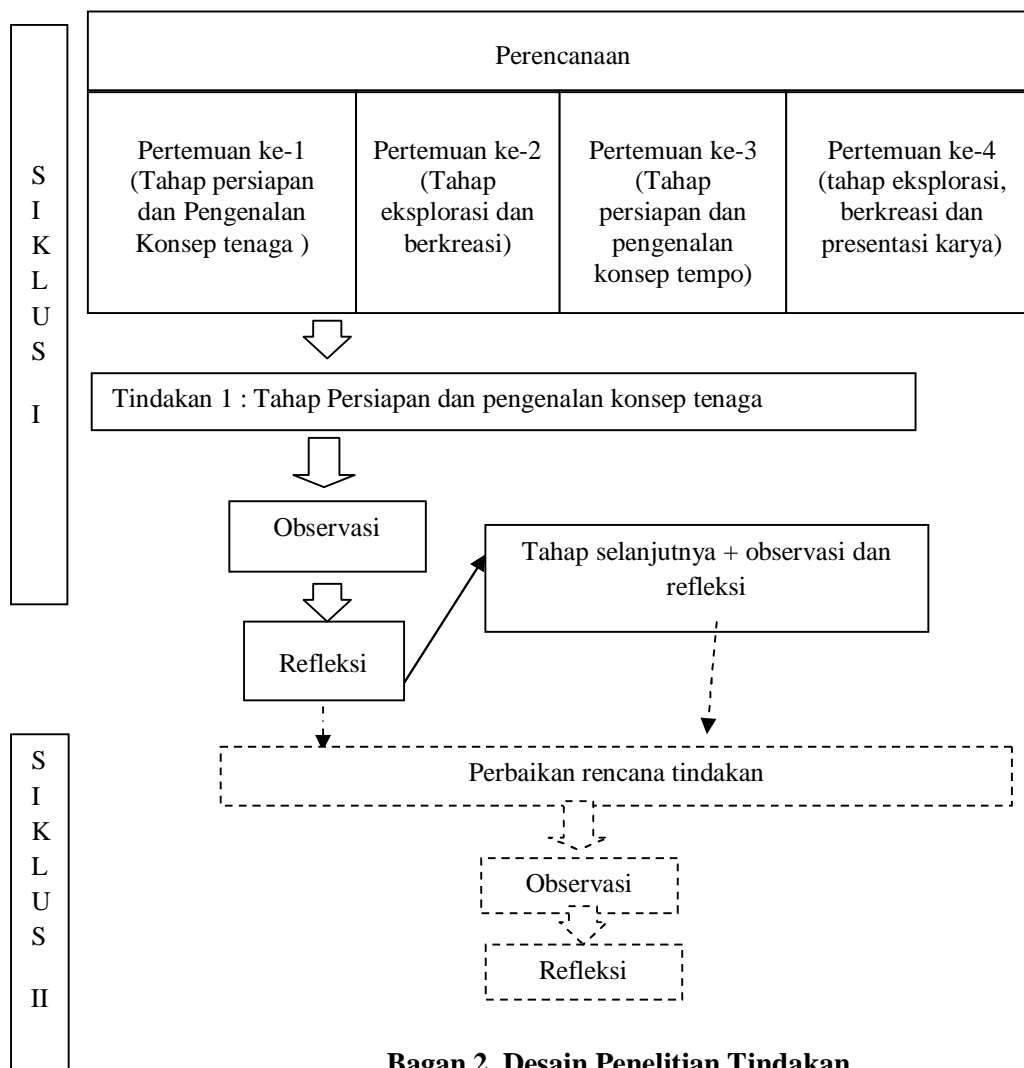 Perencanaan
Pertemuan ke-1
(Tahap persiapan
dan Pengenalan
Konsep tenaga )
Pertemuan ke-2
(Tahap
eksplorasi dan
berkreasi)
Pertemuan ke-3
(Tahap
persiapan dan
pengenalan
konsep tempo)
Pertemuan ke-4
(tahap eksplorasi,
berkreasi dan
presentasi karya)
S
I
K
L
U
S
I
Tindakan 1 : Tahap Persiapan dan pengenalan konsep tenaga
Observasi
Tahap selanjutnya + observasi dan
refleksi
Refleksi
S
I
K
L
U
S
II
Perbaikan rencana tindakan
Observasi
Refleksi
Bagan 2. Desain Penelitian Tindakan